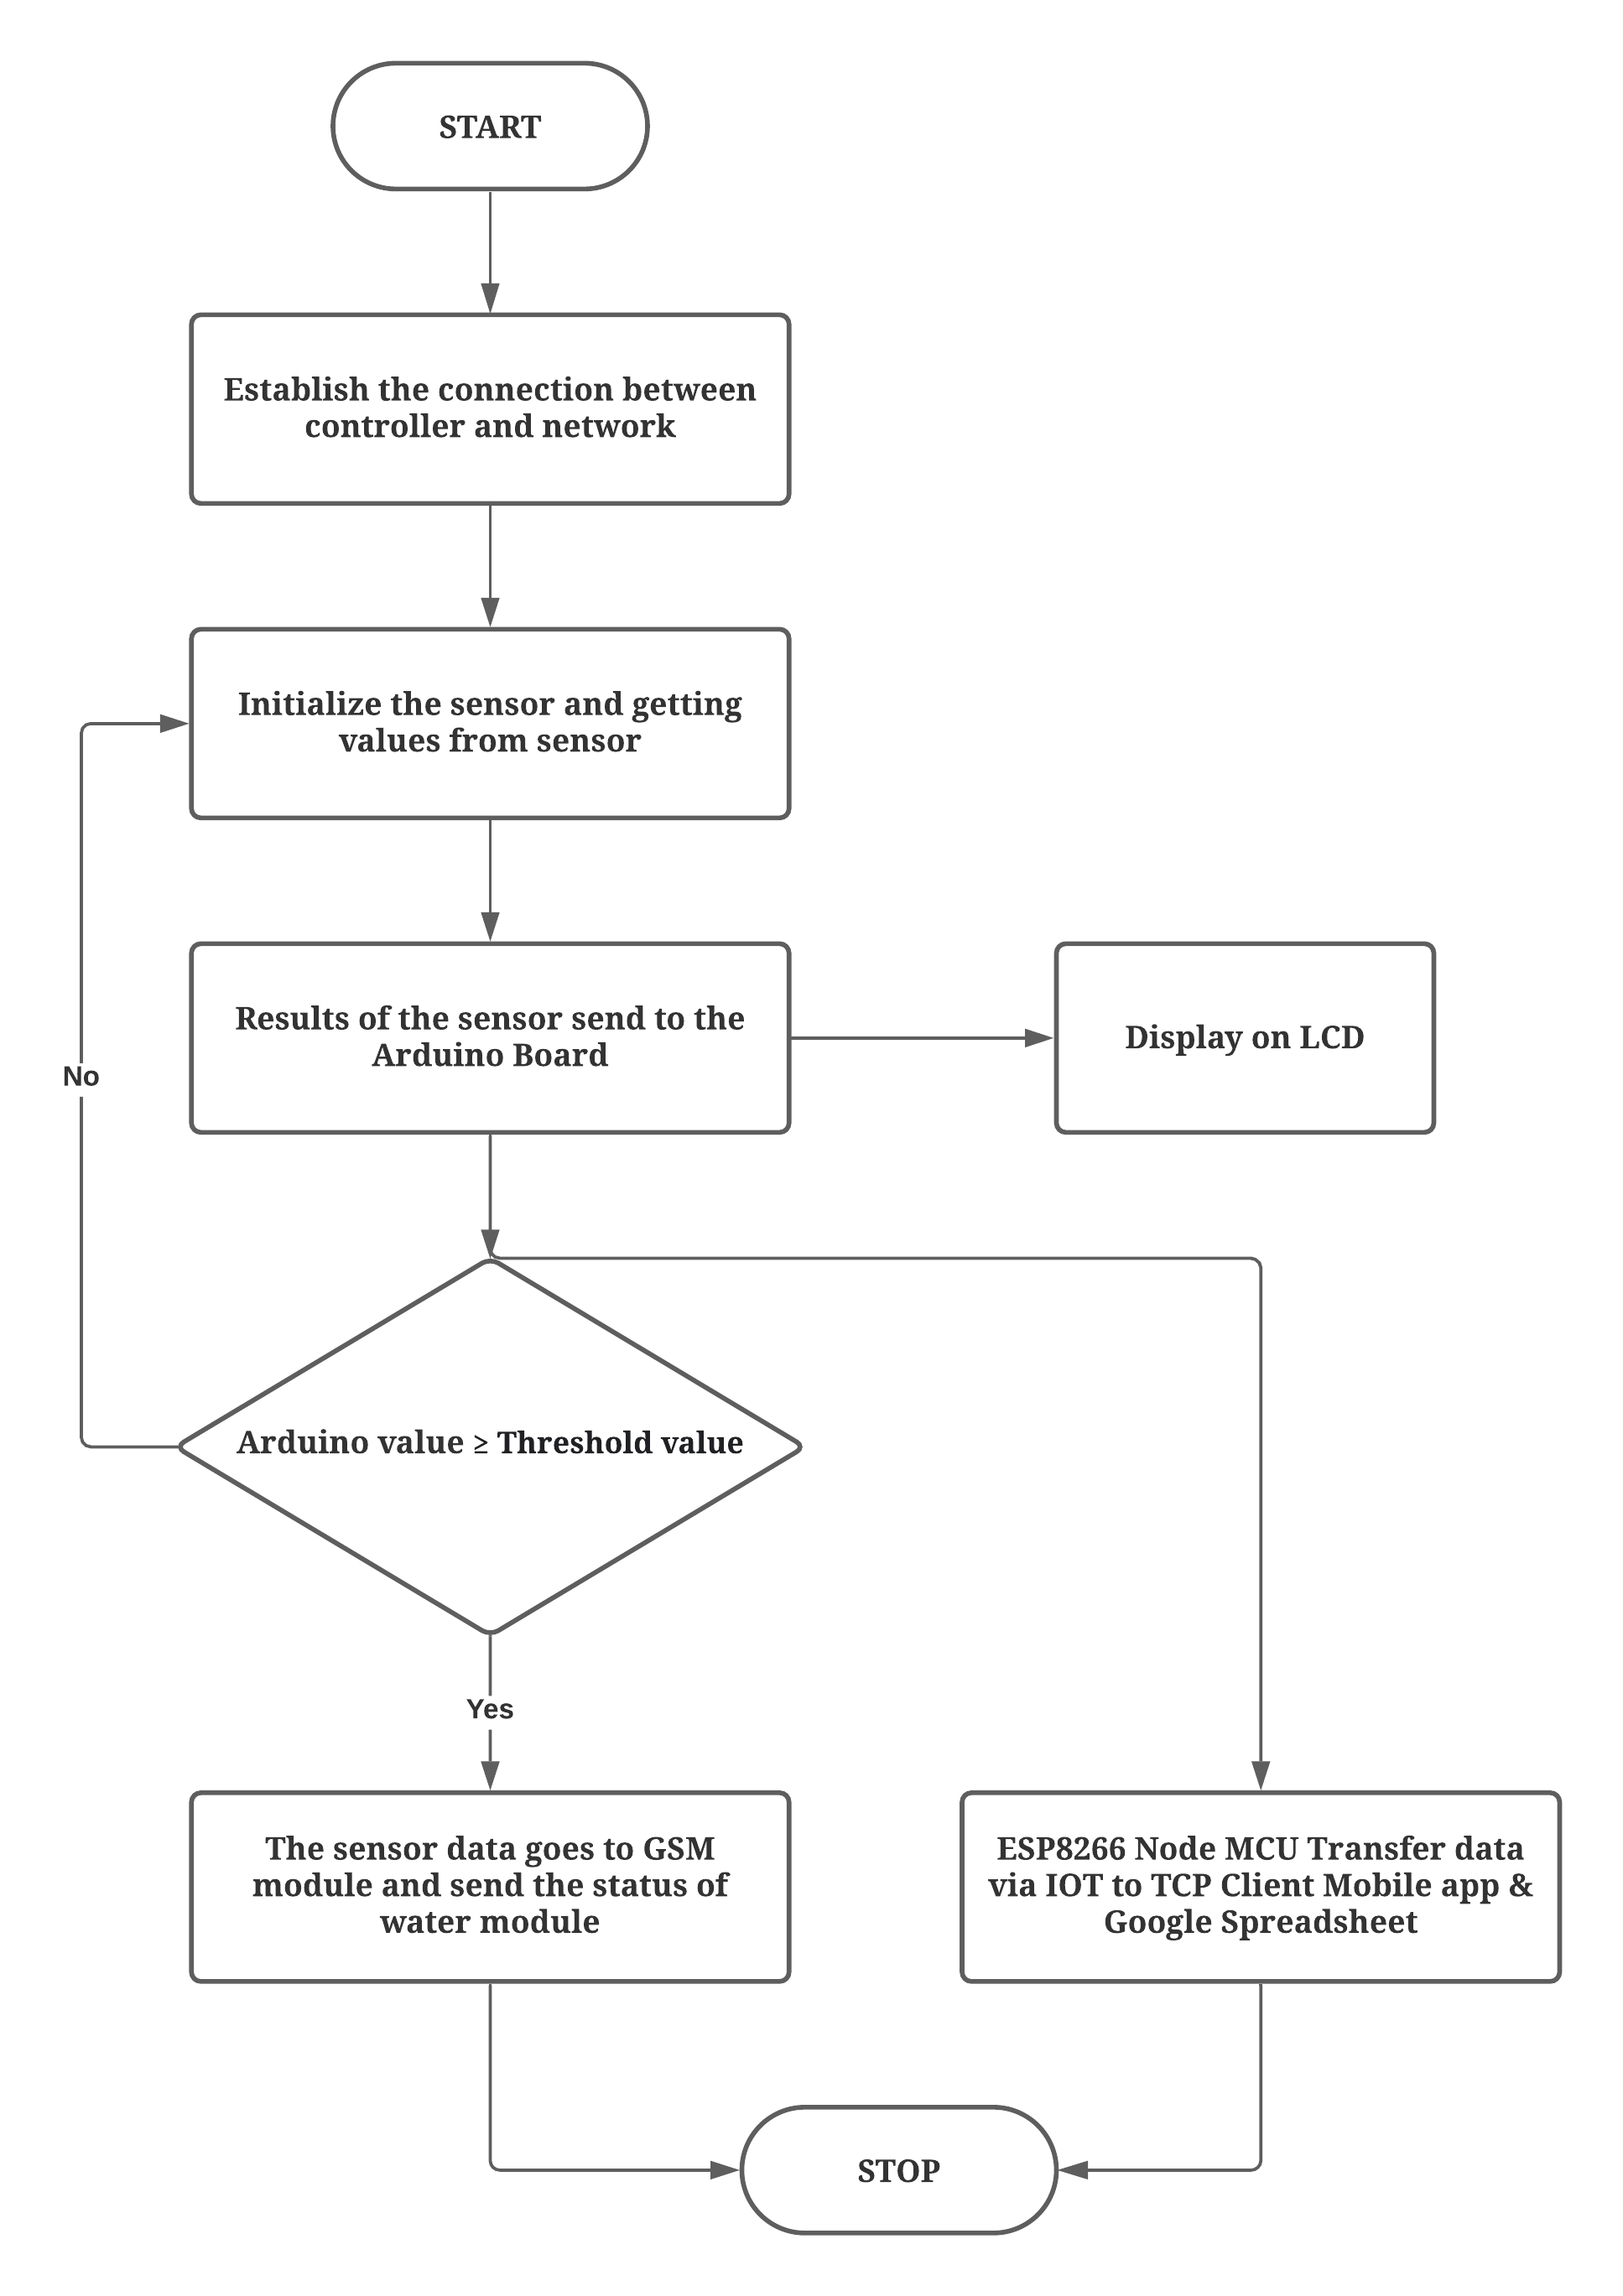 START
Establish the connection between
controller and network
Initialize the sensor and getting
values from sensor
Results of the sensor send to the
Arduino Board
Display on LCD
No
Arduino value ≥ Threshold value
Yes
The sensor data goes to GSM
module and send the status of
water module
ESP8266 Node MCU Transfer data
via IOT to TCP Client Mobile app &
Google Spreadsheet
STOP